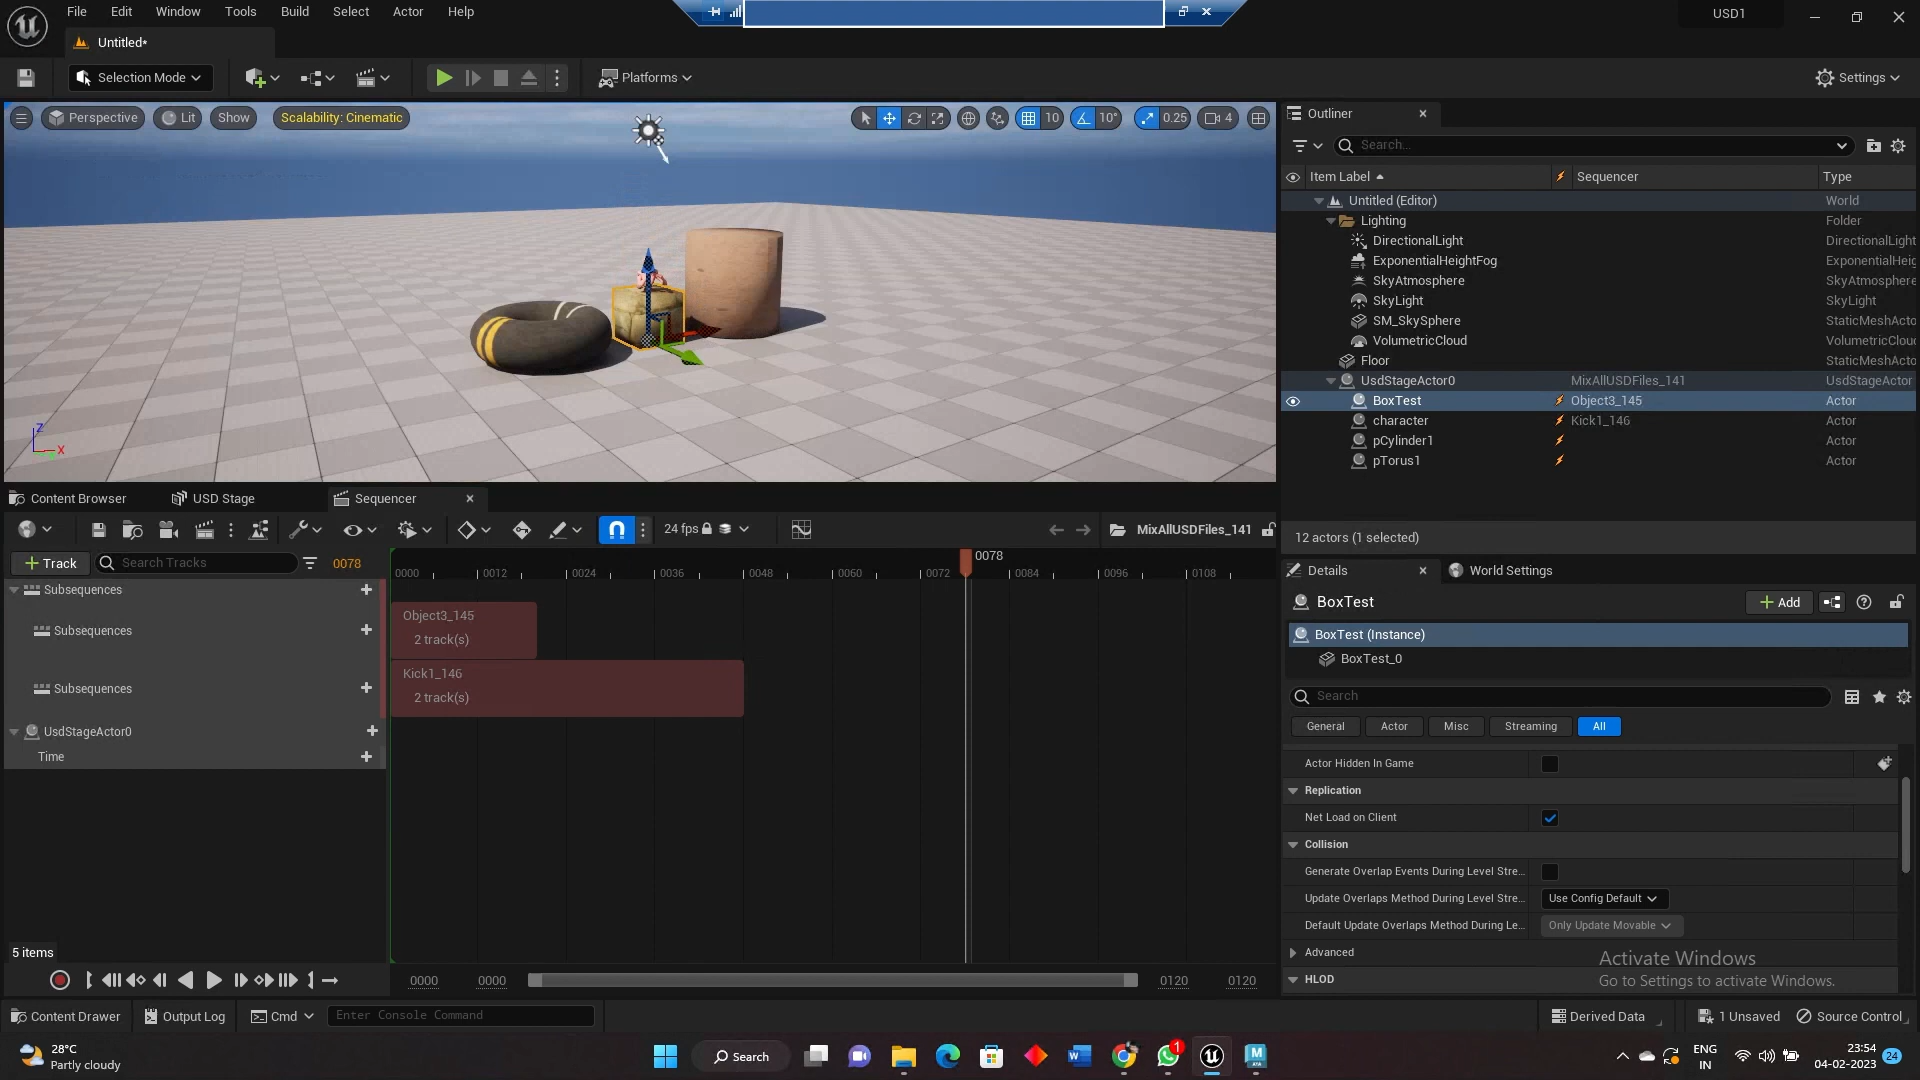 File Edit Window Tools Build Select Actor Help
USD1
Untitled*
Selection Mode
Platforms
Settings
Perspective Lit Show Scalability: Cinematic
10 10° 0.25 4
Z
X
Outliner
Search...
Item Label Sequencer Type
Untitled (Editor) World
Lighting Folder
DirectionalLight DirectionalLight
ExponentialHeightFog ExponentialHeig
SkyAtmosphere SkyAtmosphere
SkyLight SkyLight
SM_SkySphere StaticMeshActo
VolumetricCloud VolumetricClou
Floor StaticMeshActo
UsdStageActor0 MixAllUSDFiles_141 UsdStageActor
BoxTest Object3_145 Actor
character Kick1_146 Actor
pCylinder1 Actor
pTorus1 Actor
12 actors (1 selected)
Content Browser USD Stage Sequencer
24 fps
MixAllUSDFiles_141
Track Search Tracks 0078
0078
0000 0012 0024 0036 0048 0060 0072 0084 0096 0108
Subsequences
Subsequences
Object3_145
2 track(s)
Subsequences
Kick1_146
2 track(s)
UsdStageActor0
Time
5 items
0000 0000 0120 0120
Details World Settings
BoxTest
Add
BoxTest (Instance)
BoxTest_0
Search
General Actor Misc Streaming All
Actor Hidden In Game
Replication
Net Load on Client
Collision
Generate Overlap Events During Level Stre...
Update Overlaps Method During Level Stre... Use Config Default
Default Update Overlaps Method During Le... Only Update Movable
Advanced
HLOD
Activate Windows
Go to Settings to activate Windows.
Content Drawer Output Log Cmd Enter Console Command
Derived Data 1 Unsaved Source Control
28°C
Partly cloudy
Search
1
ENG
IN
23:54
04-02-2023
24